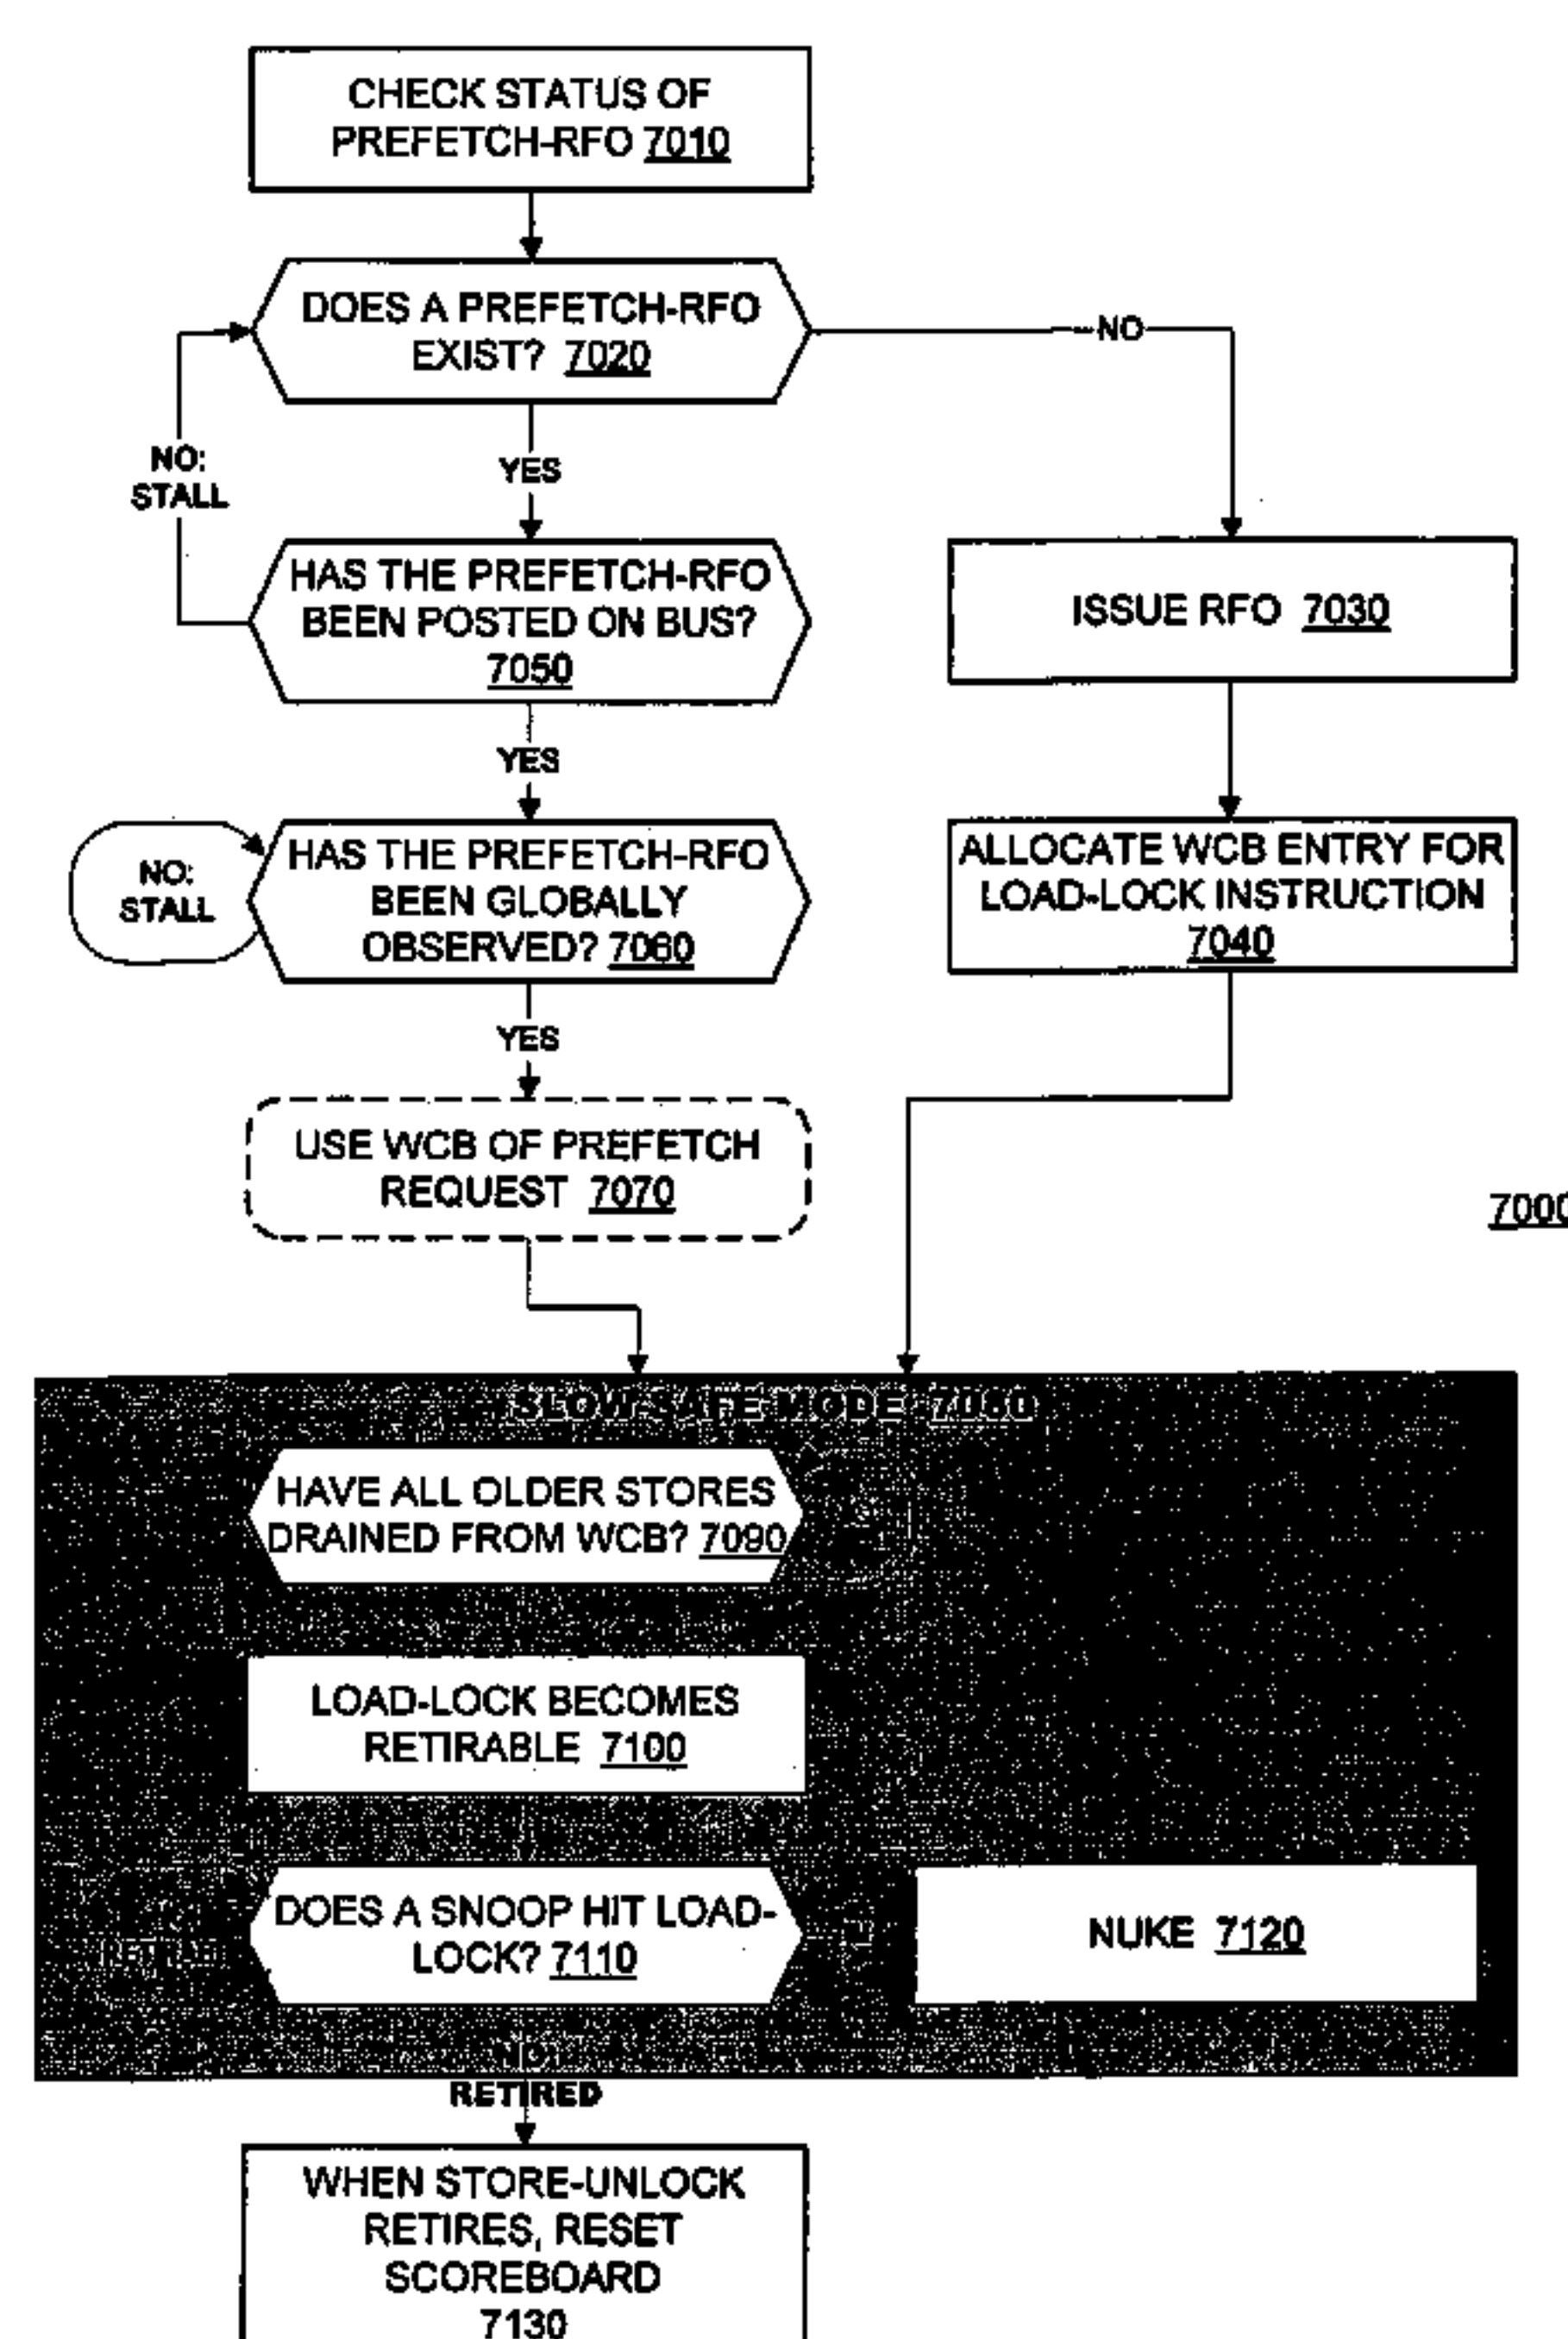 CHECK STATUS OF
PREFETCH-RFO 7010
DOES A PREFETCH-RFO
EXIST? 7020
NO
NO:
STALL
YES
HAS THE PREFETCH-RFO
BEEN POSTED ON BUS?
7050
ISSUE RFO 7030
YES
HAS THE PREFETCH-RFO
BEEN GLOBALLY
OBSERVED? 7060
NO:
STALL
ALLOCATE WCB ENTRY FOR
LOAD-LOCK INSTRUCTION
7040
YES
USE WCB OF PREFETCH
REQUEST 7070
7000
SLOW SAFE MODE 7080
HAVE ALL OLDER STORES
DRAINED FROM WCB? 7090
LOAD-LOCK BECOMES
RETIRABLE 7100
DOES A SNOOP HIT LOAD-
LOCK? 7110
NUKE 7120
RETIRED
WHEN STORE-UNLOCK
RETIRES, RESET
SCOREBOARD
7130